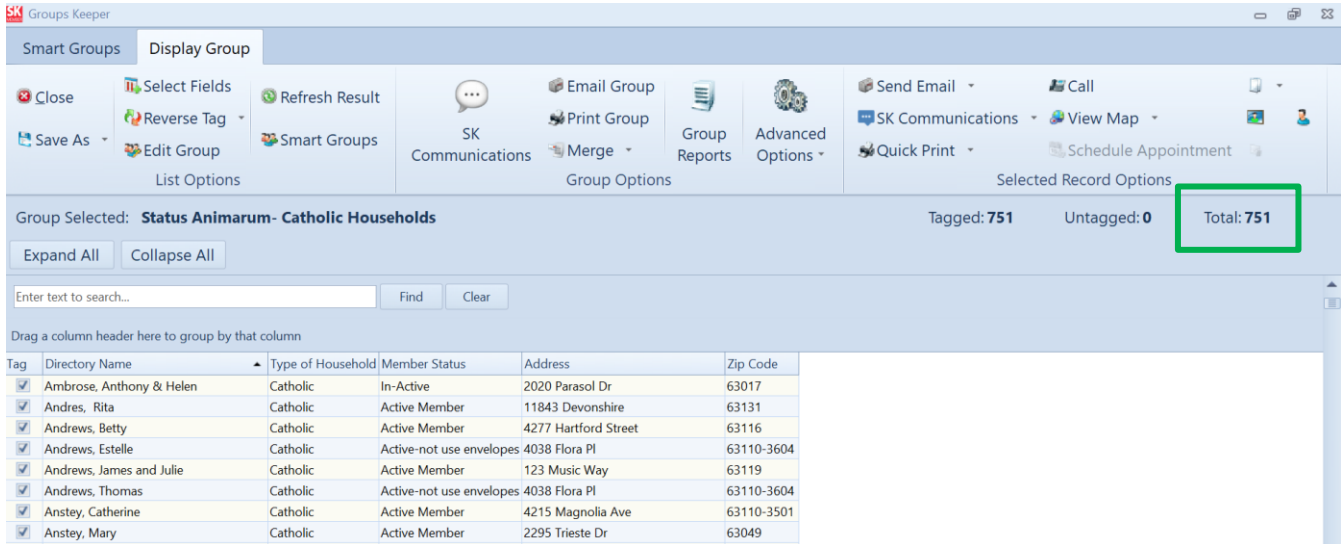 SK Groups Keeper
Smart Groups Display Group
Close Select Fields Refresh Result Email Group Send Email Call
Reverse Tag Print Group SK Communications View Map
Save As Edit Group Smart Groups SK Communications Merge Group Reports Advanced Options Quick Print Schedule Appointment
List Options Group Options Selected Record Options
Group Selected: Status Animarum- Catholic Households Tagged: 751 Untagged: 0 Total: 751
Expand All Collapse All
Enter text to search... Find Clear
Drag a column header here to group by that column
Tag Directory Name Type of Household Member Status Address Zip Code
Ambrose, Anthony & Helen Catholic In-Active 2020 Parasol Dr 63017
Andres, Rita Catholic Active Member 11843 Devonshire 63131
Andrews, Betty Catholic Active Member 4277 Hartford Street 63116
Andrews, Estelle Catholic Active-not use envelopes 4038 Flora Pl 63110-3604
Andrews, James and Julie Catholic Active Member 123 Music Way 63119
Andrews, Thomas Catholic Active-not use envelopes 4038 Flora Pl 63110-3604
Anstey, Catherine Catholic Active Member 4215 Magnolia Ave 63110-3501
Anstey, Mary Catholic Active Member 2295 Trieste Dr 63049